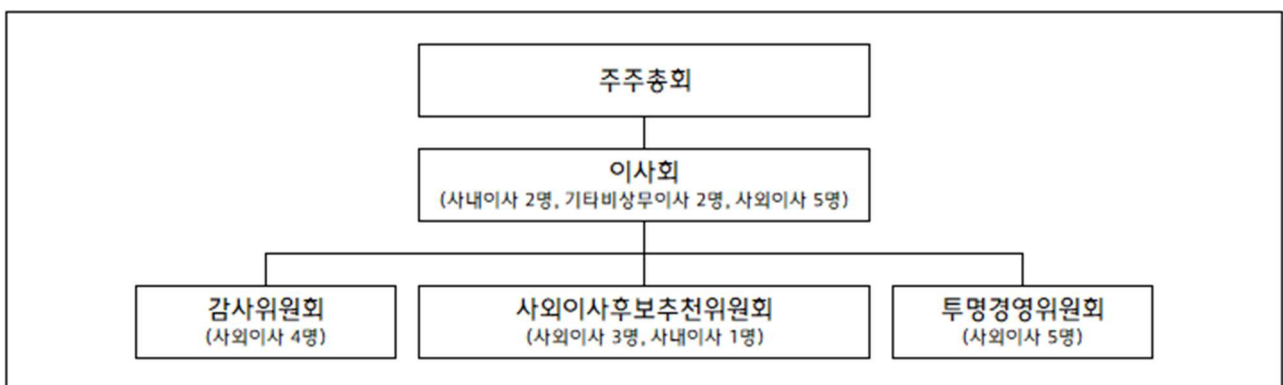 주주총회
이사회
(사내이사 2명, 기타비상무이사 2명, 사외이사 5명)
감사위원회
(사외이사 4명)
사외이사후보추천위원회
(사외이사 3명, 사내이사 1명)
투명경영위원회
(사외이사 5명)